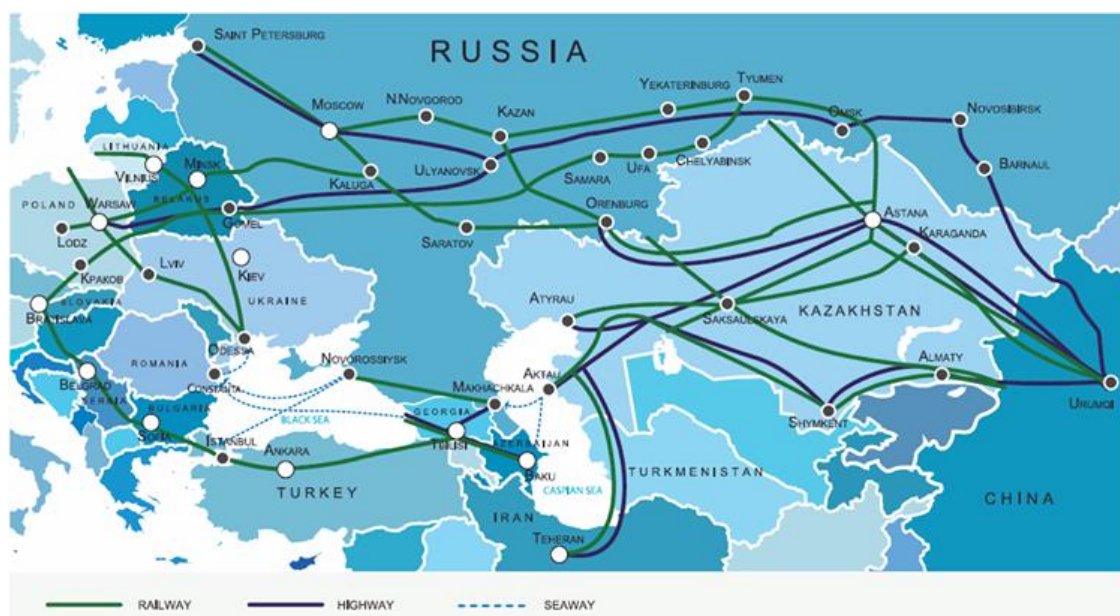 SAINT PETERSBURG
RUSSIA
MOSCOW
N.NOVGOROD
KAZAN
YEKATERINBURG
TYUMEN
OMSK
NOVOSIBIRSK
BARNAUL
LITHUANIA
VILNIUS
MINSK
BELARUS
KALUGA
ULYANOVSK
SAMARA
UFA
CHELYABINSK
POLAND
WARSAW
GOMEL
LODZ
SARATOV
ORENBURG
ASTANA
KARAGANDA
KPAKOB
LVIV
KIEV
UKRAINE
SLOVAKIA
BRATISLAVA
ATYRAU
SAKSAULSKAYA
KAZAKHSTAN
ODESSA
ROMANIA
NOVOROSSIYSK
CONSTANTA
MAKHACHKALA
AKTAU
ALMATY
URUMQI
BELGRAD
SERBIA
BULGARIA
BLACK SEA
GEORGIA
SHYMKENT
SOFIA
ISTANBUL
ANKARA
TBILISI
AZERBAIJAN
BAKU
TURKMENISTAN
TURKEY
CASPIAN SEA
IRAN
TEHERAN
CHINA
RAILWAY
HIGHWAY
SEAWAY